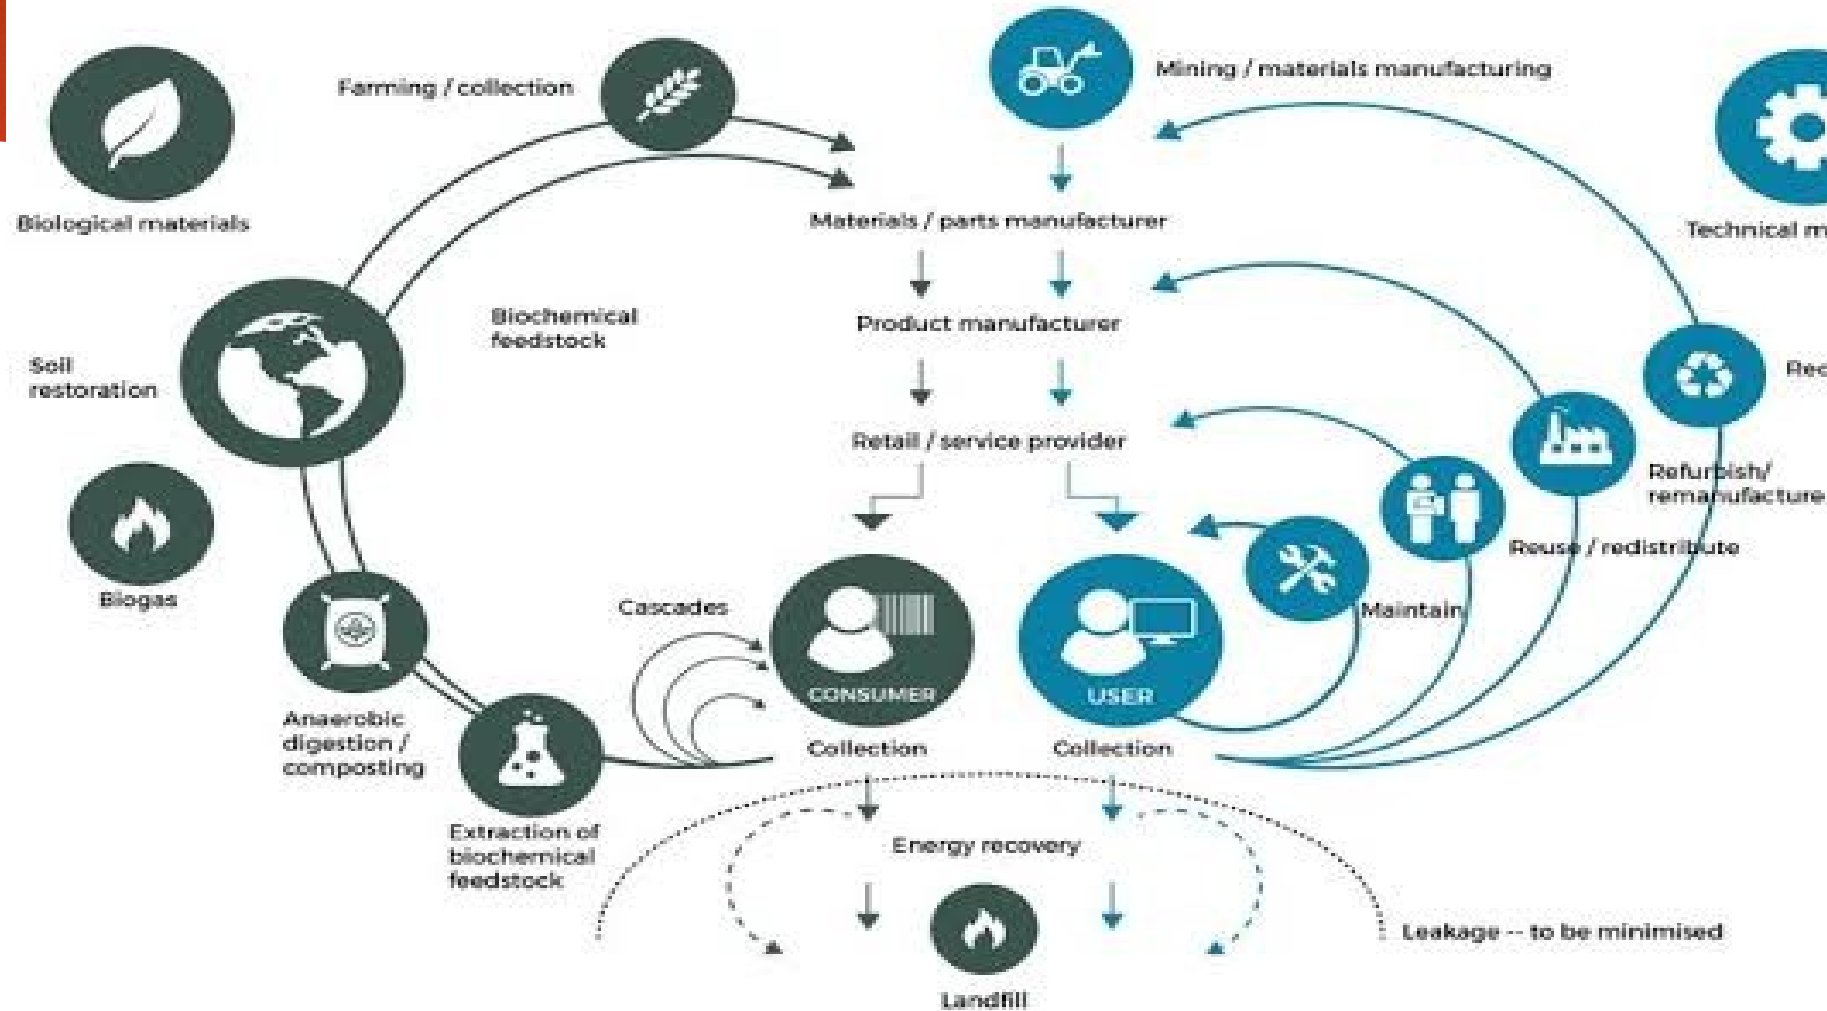 Farming / collection
Mining / materials manufacturing
Biological materials
Materials / parts manufacturer
Technical m
Biochemical
feedstock
Product manufacturer
Soil
restoration
Rec
Retail / service provider
Refurbish/
remanufacture
Reuse / redistribute
Biogas
Cascades
Maintain
CONSUMER
USER
Collection
Collection
Anaerobic
digestion /
composting
Extraction of
biochemical
feedstock
Energy recovery
Leakage -- to be minimised
Landfill